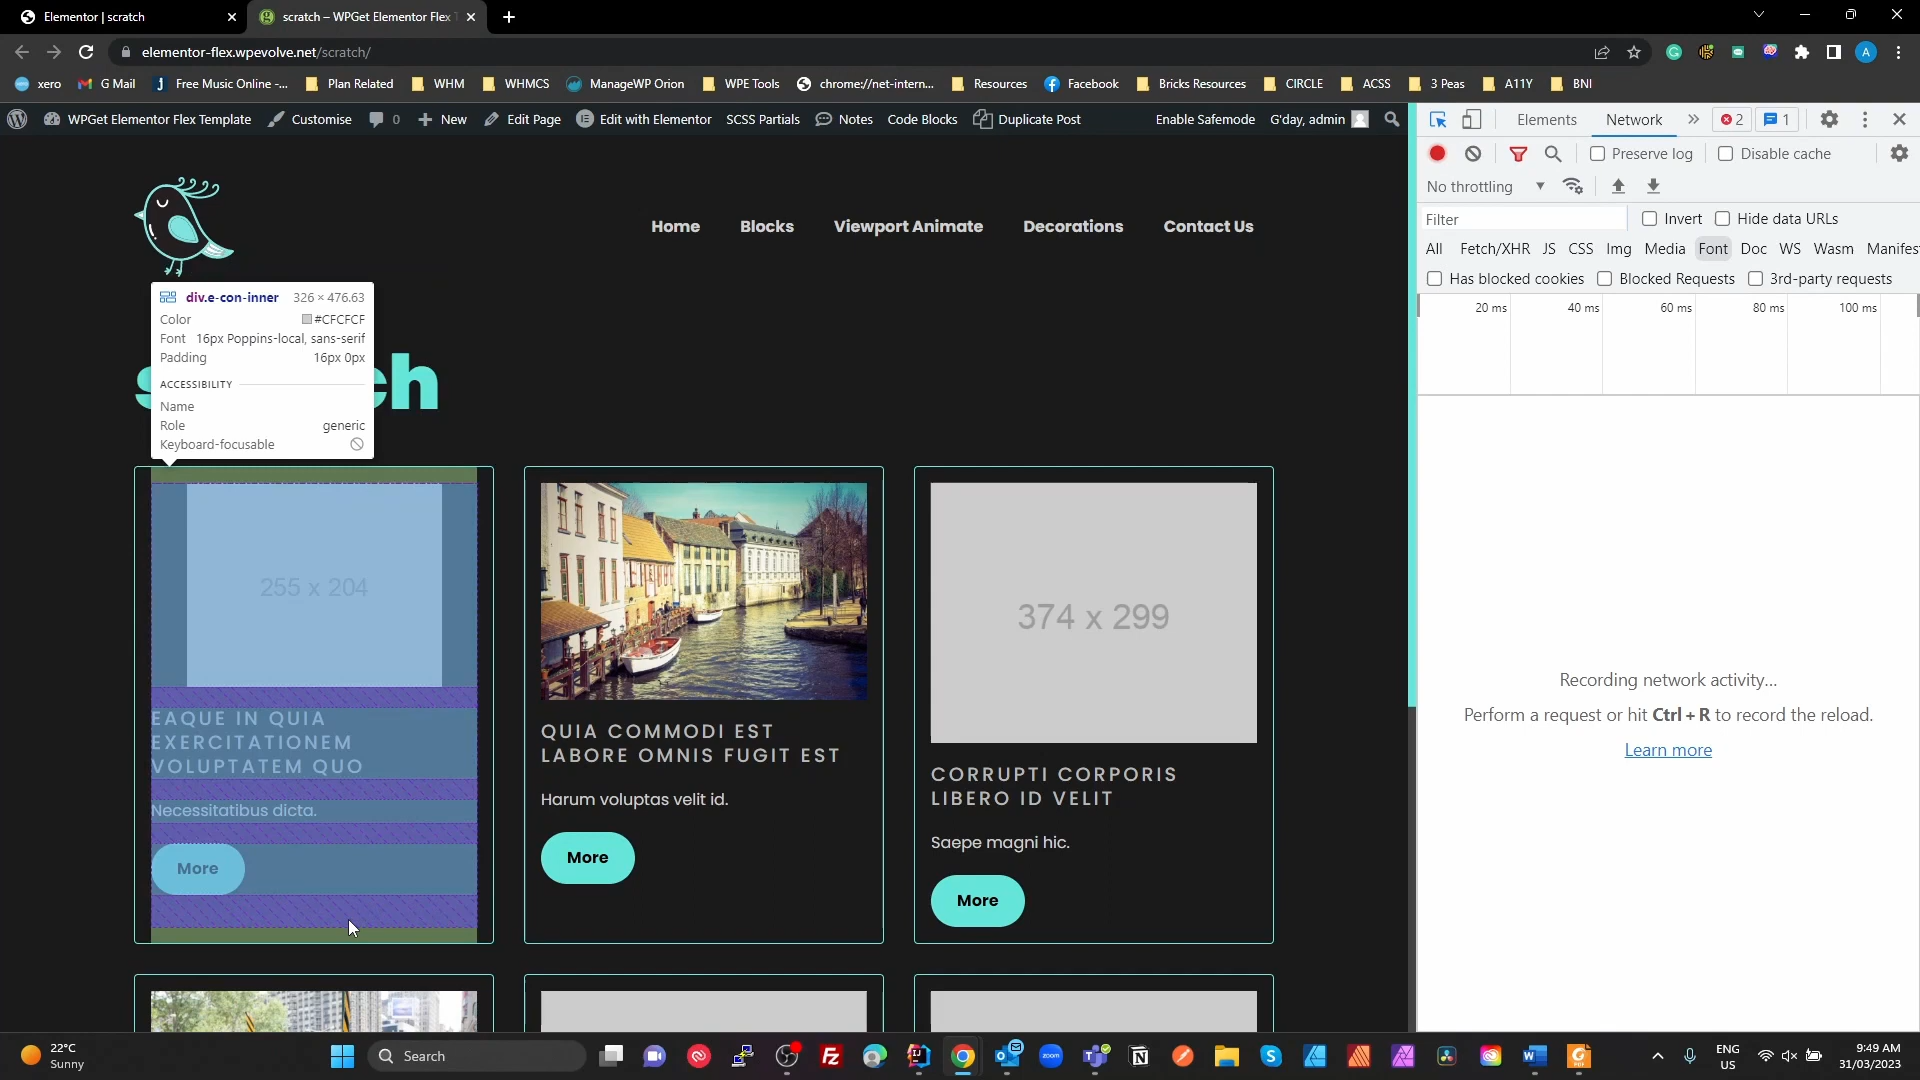 Elementor | scratch
scratch – WPGet Elementor Flex T
elementor-flex.wpevolve.net/scratch/
A
xero
G Mail
Free Music Online -...
Plan Related
WHM
WHMCS
ManageWP Orion
WPE Tools
chrome://net-intern...
Resources
Facebook
Bricks Resources
CIRCLE
ACSS
3 Peas
A11Y
BNI
WPGet Elementor Flex Template
Customise
0
New
Edit Page
Edit with Elementor
SCSS Partials
Notes
Code Blocks
Duplicate Post
Enable Safemode
G'day, admin
Home
Blocks
Viewport Animate
Decorations
Contact Us
div.e-con-inner 326 × 476.63
Color #CFCFCF
Font 16px Poppins-local, sans-serif
Padding 16px 0px
ACCESSIBILITY
Name
Role generic
Keyboard-focusable
ch
255 x 204
EAQUE IN QUIA
EXERCITATIONEM
VOLUPTATEM QUO
Necessitatibus dicta.
More
QUIA COMMODI EST
LABORE OMNIS FUGIT EST
Harum voluptas velit id.
More
374 x 299
CORRUPTI CORPORIS
LIBERO ID VELIT
Saepe magni hic.
More
Elements
Network
2
1
Preserve log
Disable cache
No throttling
Filter
Invert
Hide data URLs
All Fetch/XHR JS CSS Img Media Font Doc WS Wasm Manifes
Has blocked cookies
Blocked Requests
3rd-party requests
20 ms
40 ms
60 ms
80 ms
100 ms
Recording network activity...
Perform a request or hit Ctrl + R to record the reload.
Learn more
22°C
Sunny
Search
zoom
ENG
US
9:49 AM
31/03/2023